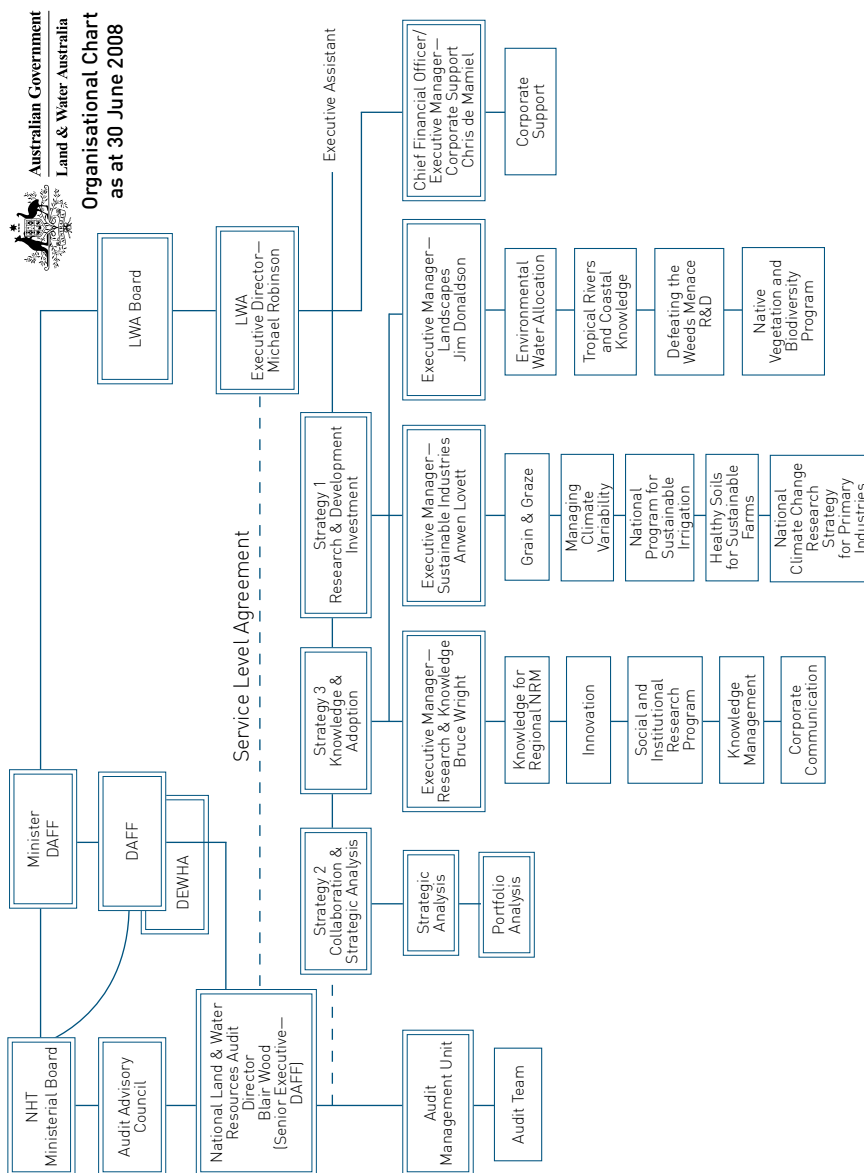 Australian Government
Land & Water Australia
Organisational Chart
as at 30 June 2008
NHT
Ministerial Board
Minister
DAFF
LWA Board
Audit Advisory
Council
DAFF
DEWHA
National Land & Water
Resources Audit
Director
Blair Wood
(Senior Executive—
DAFF)
Service Level Agreement
LWA
Executive Director—
Michael Robinson
Executive Assistant
Strategy 2
Collaboration &
Strategic Analysis
Strategy 3
Knowledge &
Adoption
Strategy 1
Research & Development
Investment
Audit
Management Unit
Audit Team
Strategic
Analysis
Portfolio
Analysis
Executive Manager—
Research & Knowledge
Bruce Wright
Knowledge for
Regional NRM
Innovation
Social and
Institutional
Research
Program
Knowledge
Management
Corporate
Communication
Executive Manager—
Sustainable Industries
Anwen Lovett
Grain & Graze
Managing
Climate
Variability
National
Program for
Sustainable
Irrigation
Healthy Soils
for Sustainable
Farms
National
Climate Change
Research
Strategy
for Primary
Industries
Executive Manager—
Landscapes
Jim Donaldson
Environmental
Water Allocation
Tropical Rivers
and Coastal
Knowledge
Defeating the
Weeds Menace
R&D
Native
Vegetation and
Biodiversity
Program
Chief Financial Officer/
Executive Manager—
Corporate Support
Chris de Mamiel
Corporate
Support